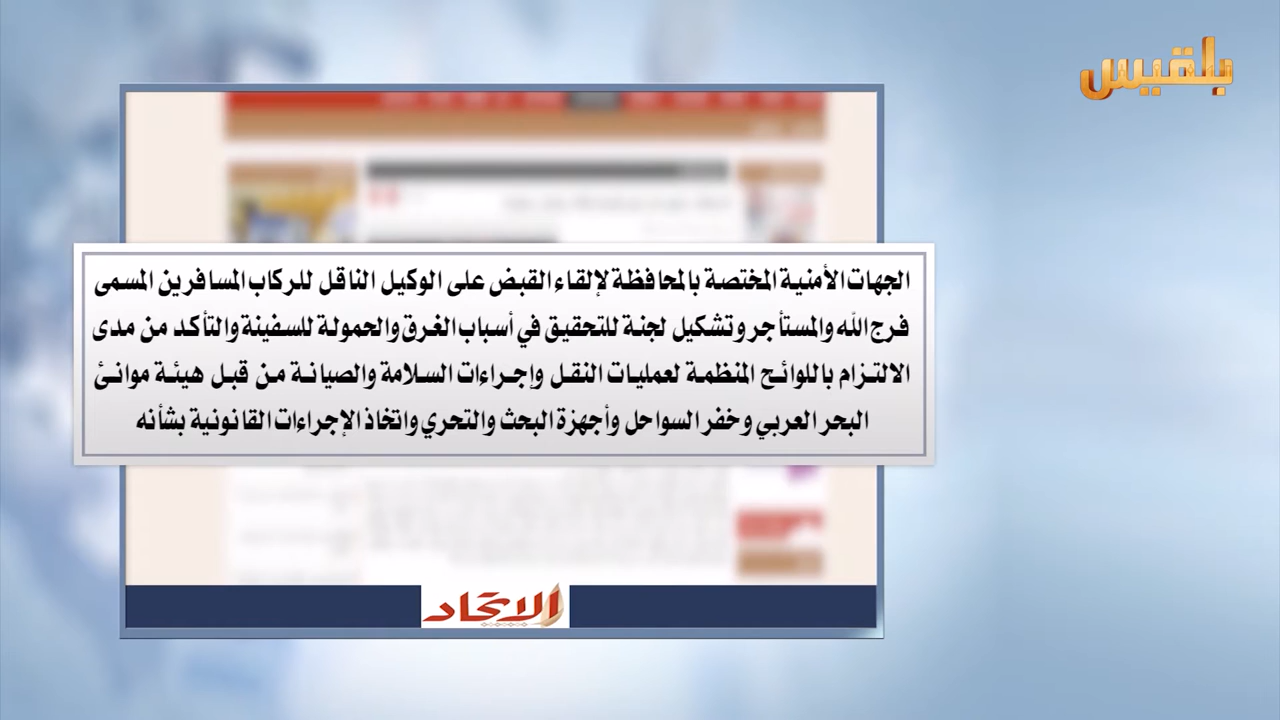 بلقيس
الجهات الأمنية المختصة بالمحافظة لإلقاء القبض على الوكيل الناقل للركاب المسافرين المسمى
فرج الله والمستأجر وتشكيل لجنة للتحقيق في أسباب الغرق والحمولة للسفينة والتأكد من مدى
الالتزام باللوائح المنظمة لعمليات النقل وإجراءات السلامة والصيانة من قبل هيئة موانئ
البحر العربي وخفر السواحل وأجهزة البحث والتحري واتخاذ الإجراءات القانونية بشأنه
الاتحاد